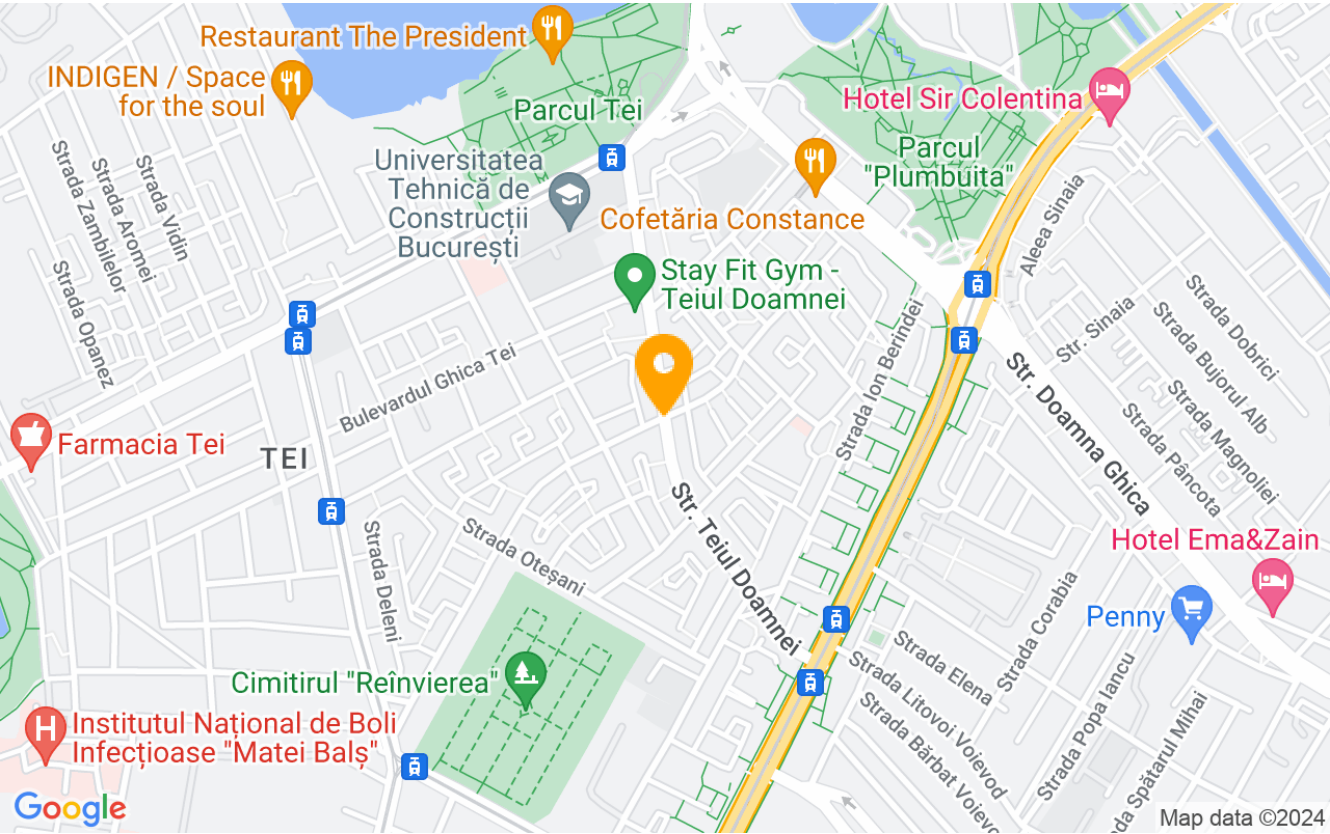 Restaurant The President
INDIGEN / Space
for the soul
Parcul Tei
Hotel Sir Colentina
Parcul
"Plumbuita"
Universitatea
Tehnică de
Construcții
București
Cofetăria Constance
Strada Vidin
Strada Aromei
Strada Zambilelor
Strada Opanez
Aleea Sinaia
Stay Fit Gym -
Teiul Doamnei
Strada Dobrici
Strada Bujorul Alb
Str. Sinaia
Strada Ion Berindei
Bulevardul Ghica Tei
Str. Doamna Ghica
Strada Magnoliei
Strada Pâncota
Farmacia Tei
TEI
Str. Teiul Doamnei
Strada Oteșani
Strada Deleni
Hotel Ema&Zain
Penny
Strada Corabia
Strada Elena
Strada Litovoi Voievod
Strada Bărbat Voievo
Strada Popa Iancu
da Spătarul Mihai
Cimitirul "Reînvierea"
Institutul Național de Boli
Infecțioase "Matei Balș"
H
Google
Map data ©2024